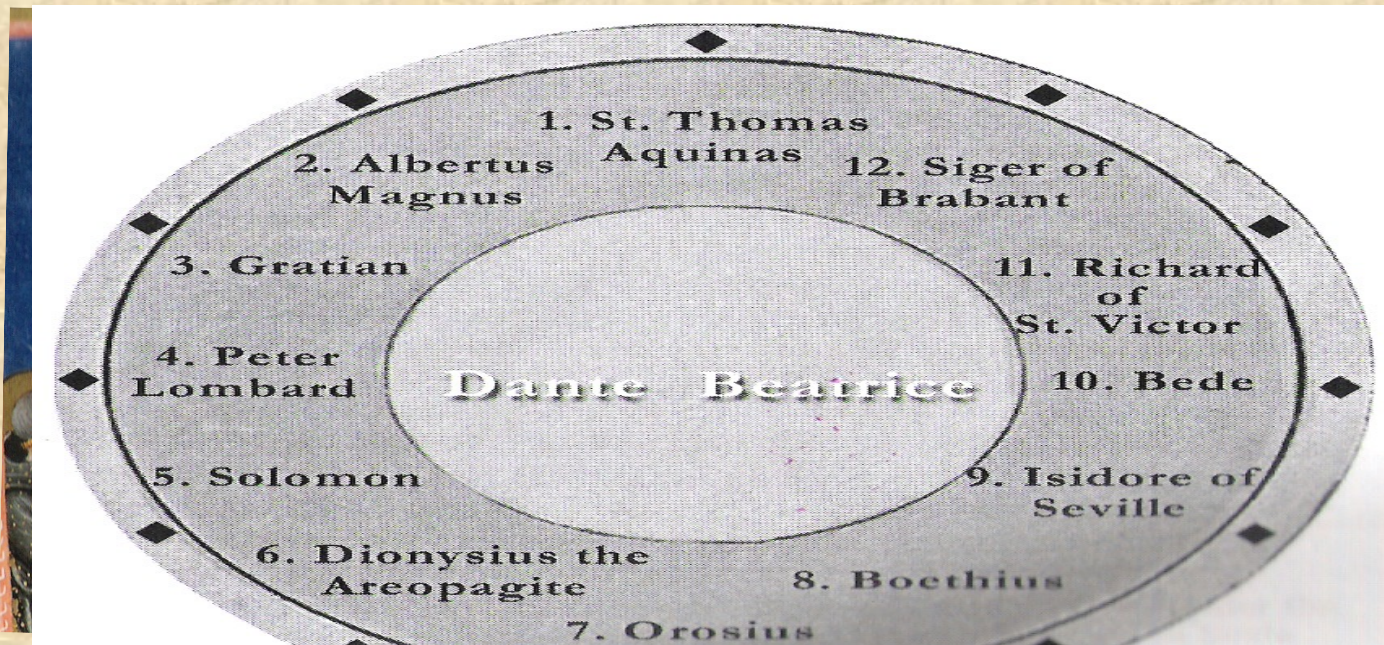 1. St. Thomas
Aquinas
2. Albertus
Magnus
3. Gratian
4. Peter
Lombard
5. Solomon
6. Dionysius the
Areopagite
7. Orosius
8. Boethius
9. Isidore of
Seville
10. Bede
11. Richard
of
St. Victor
12. Siger of
Brabant
Dante Beatrice